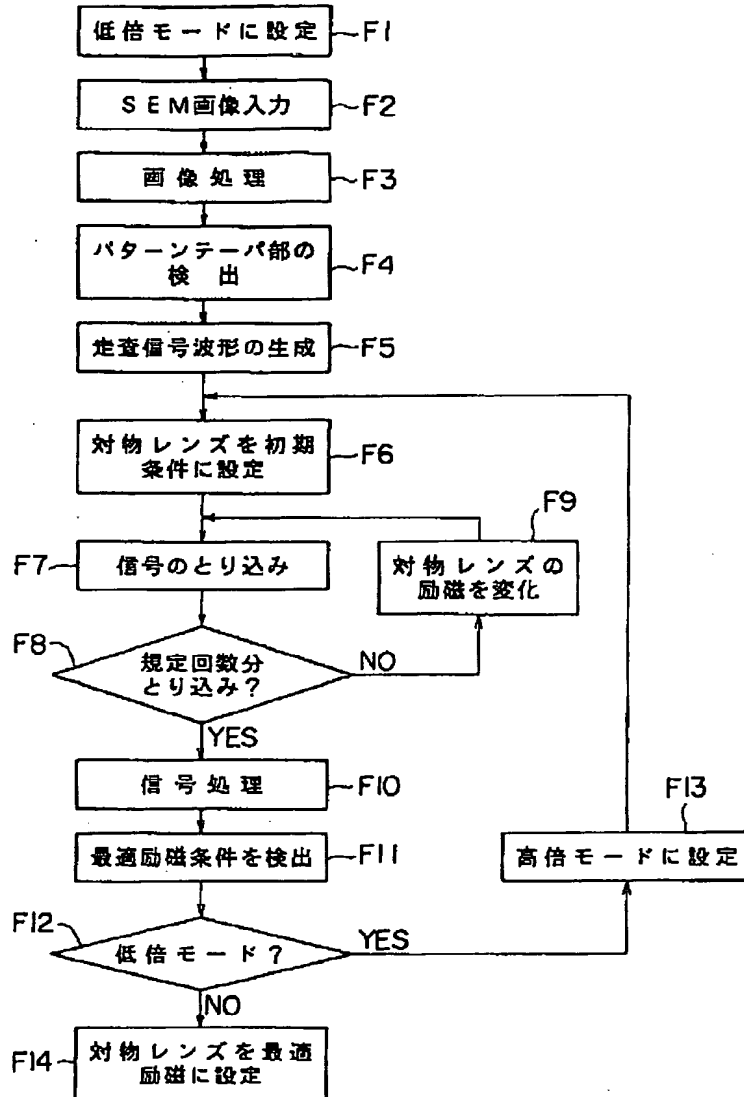 低倍モードに設定
F1
SEM画像入力
F2
画像処理
F3
パターンテーパ部の
検出
F4
走査信号波形の生成
F5
対物レンズを初期
条件に設定
F6
F7
信号のとり込み
F9
対物レンズの
励磁を変化
F8
規定回数分
とり込み?
NO
YES
信号処理
F10
最適励磁条件を検出
F11
F13
高倍モードに設定
F12
低倍モード?
YES
NO
F14
対物レンズを最適
励磁に設定